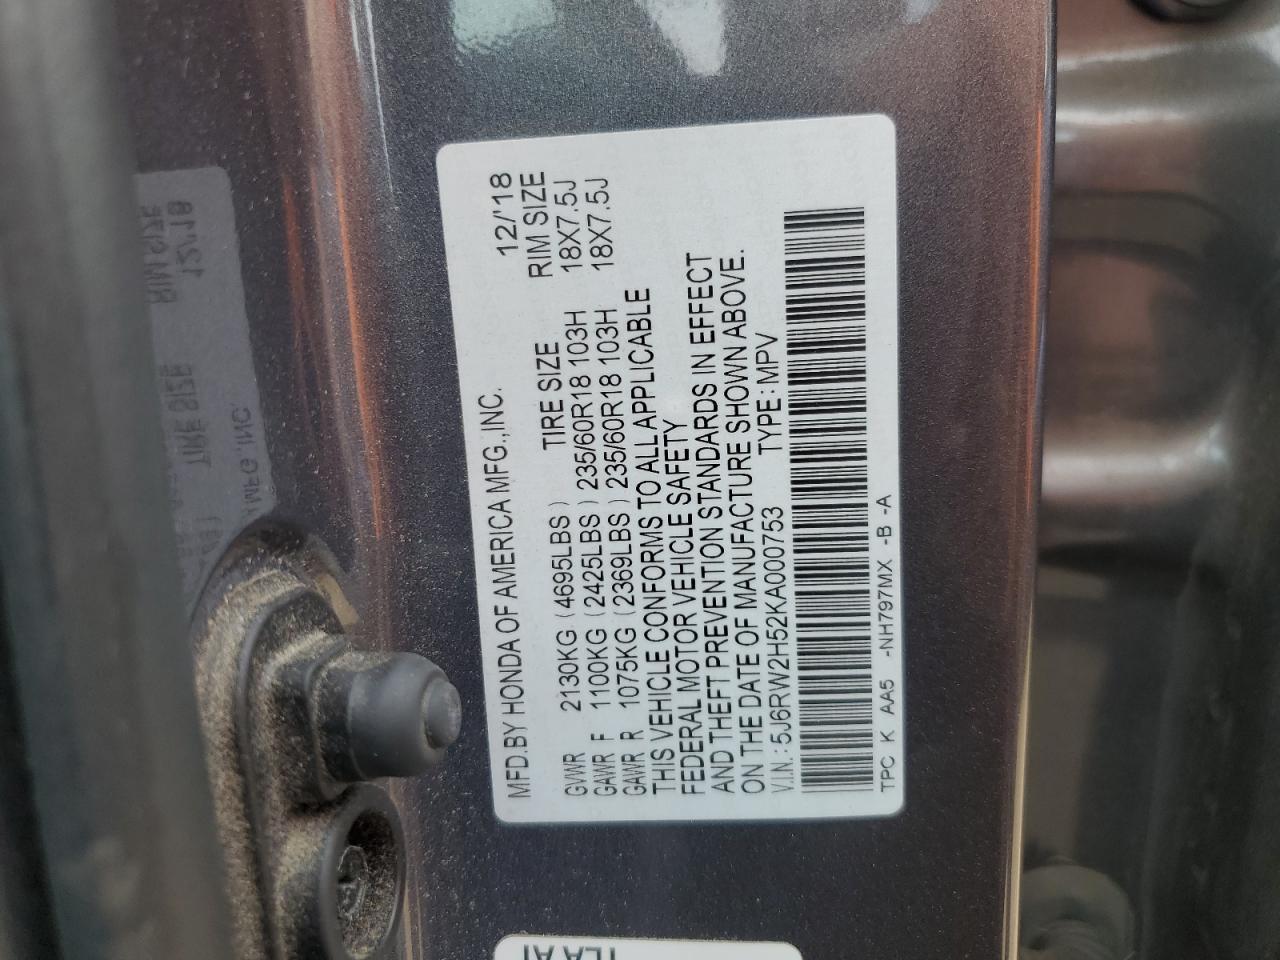 MFD. BY HONDA OF AMERICA MFG., INC. 12/'18
TIRE SIZE RIM SIZE
GVWR 2130KG (4695LBS)
GAWR F 1100KG (2425LBS) 235/60R18 103H 18X7.5J
GAWR R 1075KG (2369LBS) 235/60R18 103H 18X7.5J
THIS VEHICLE CONFORMS TO ALL APPLICABLE
FEDERAL MOTOR VEHICLE SAFETY
AND THEFT PREVENTION STANDARDS IN EFFECT
ON THE DATE OF MANUFACTURE SHOWN ABOVE.
V.I.N.: 5J6RW2H52KA000753 TYPE: MPV
TPC K AA5 -NH797MX -B -A